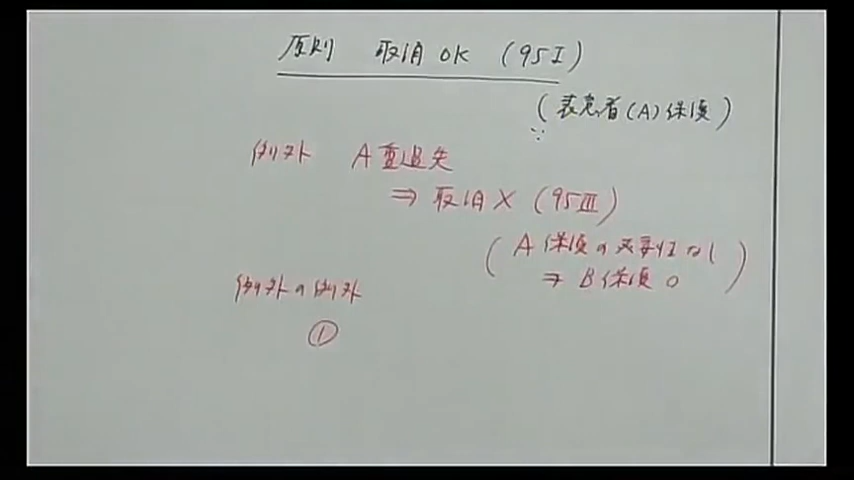 原則 取消OK (95I)
(表意者(A)保護)
∵
例外 A重過失
⇒ 取消× (95Ⅲ)
(A保護の必要性なし
⇒ B保護○)
例外の例外
①